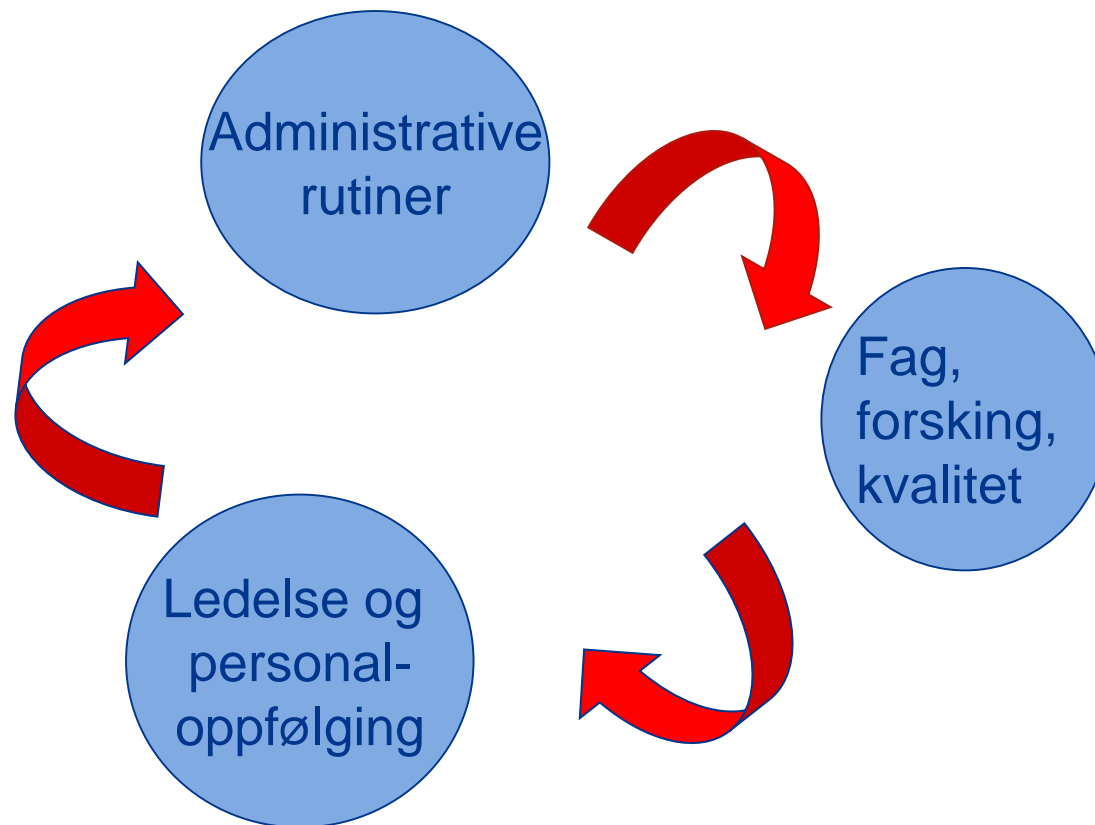 Administrative
rutiner
Fag,
forsking,
kvalitet
Ledelse og
personal-
oppfølging